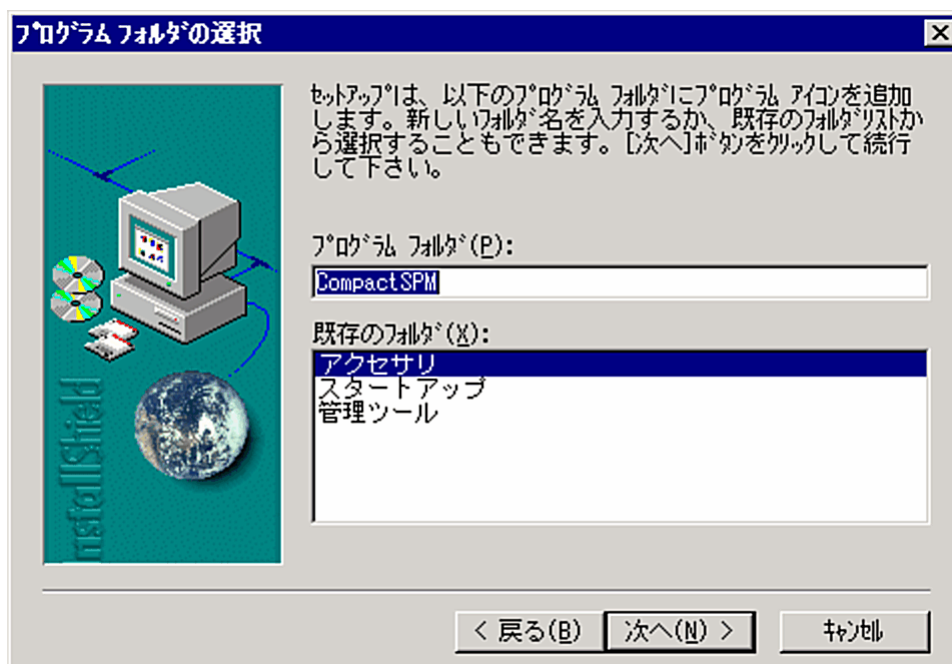 ﾌﾟﾛｸﾞﾗﾑ ﾌｫﾙﾀﾞの選択
ｾｯﾄｱｯﾌﾟは、以下のﾌﾟﾛｸﾞﾗﾑ ﾌｫﾙﾀﾞにﾌﾟﾛｸﾞﾗﾑ ｱｲｺﾝを追加
します。新しいﾌｫﾙﾀﾞ名を入力するか、既存のﾌｫﾙﾀﾞﾘｽﾄか
ら選択することもできます。[次へ]ﾎﾞﾀﾝをｸﾘｯｸして続行
して下さい。
ﾌﾟﾛｸﾞﾗﾑ ﾌｫﾙﾀﾞ(P):
CompactSPM
既存のﾌｫﾙﾀﾞ(X):
アクセサリ
スタートアップ
管理ツール
InstallShield
< 戻る(B)
次へ(N) >
ｷｬﾝｾﾙ